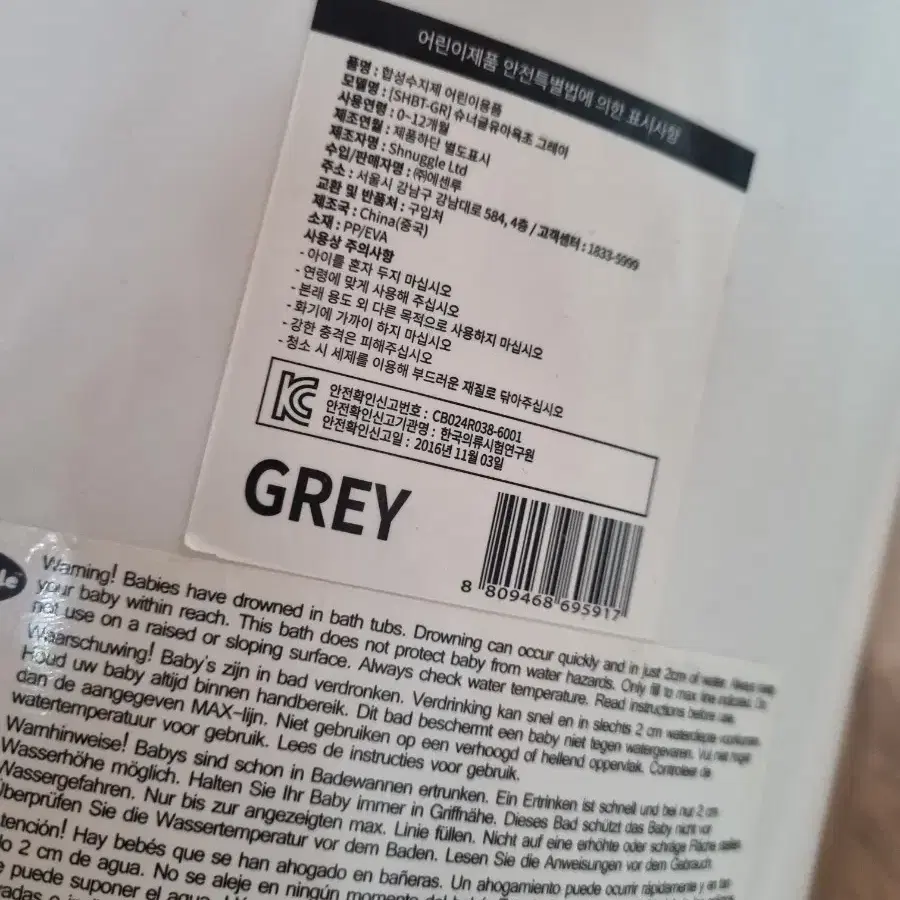 어린이제품 안전특별법에 의한 표시사항
품명 : 합성수지제 어린이용품
모델명 : [SHBT-GR] 슈너글유아욕조 그레이
사용연령 : 0~12개월
제조연월 : 제품하단 별도표시
제조자명 : Shnuggle Ltd
수입/판매자명 : ㈜에센루
주소 : 서울시 강남구 강남대로 584, 4층 / 고객센터 : 1833-5999
교환 및 반품처 : 구입처
제조국 : China(중국)
소재 : PP/EVA
사용상 주의사항
- 아이를 혼자 두지 마십시오
- 연령에 맞게 사용해 주십시오
- 본래 용도 외 다른 목적으로 사용하지 마십시오
- 화기에 가까이 하지 마십시오
- 강한 충격은 피해주십시오
- 청소 시 세제를 이용해 부드러운 재질로 닦아주십시오
안전확인신고번호 : CB024R038-6001
안전확인신고기관명 : 한국의류시험연구원
안전확인신고일 : 2016년 11월 03일
GREY
8 809468 695917
le
Warning! Babies have drowned in bath tubs. Drowning can occur quickly and in just 2cm of water. Always keep
your baby within reach. This bath does not protect baby from water hazards. Only fill to max line indicated. Do
not use on a raised or sloping surface. Always check water temperature. Read instructions before use.
Waarschuwing! Baby's zijn in bad verdronken. Verdrinking kan snel en in slechts 2 cm waterdiepte voorkomen.
Houd uw baby altijd binnen handbereik. Dit bad beschermt een baby niet tegen watergevaren. Vul niet hoger
dan de aangegeven MAX-lijn. Niet gebruiken op een verhoogd of hellend oppervlak. Controleer de
watertemperatuur voor gebruik. Lees de instructies voor gebruik.
Warnhinweise! Babys sind schon in Badewannen ertrunken. Ein Ertrinken ist schnell und bei nur 2 cm
Wasserhöhe möglich. Halten Sie Ihr Baby immer in Griffnähe. Dieses Bad schützt das Baby nicht vor
Wassergefahren. Nur bis zur angezeigten max. Linie füllen. Nicht auf eine erhöhte oder schräge Fläche stellen.
Überprüfen Sie die Wassertemperatur vor dem Baden. Lesen Sie die Anweisungen vor dem Gebrauch.
tención! Hay bebés que se han ahogado en bañeras. Un ahogamiento puede ocurrir rápidamente y en tan
lo 2 cm de agua. No se aleje en ningún momento del
puede suponer el agua.